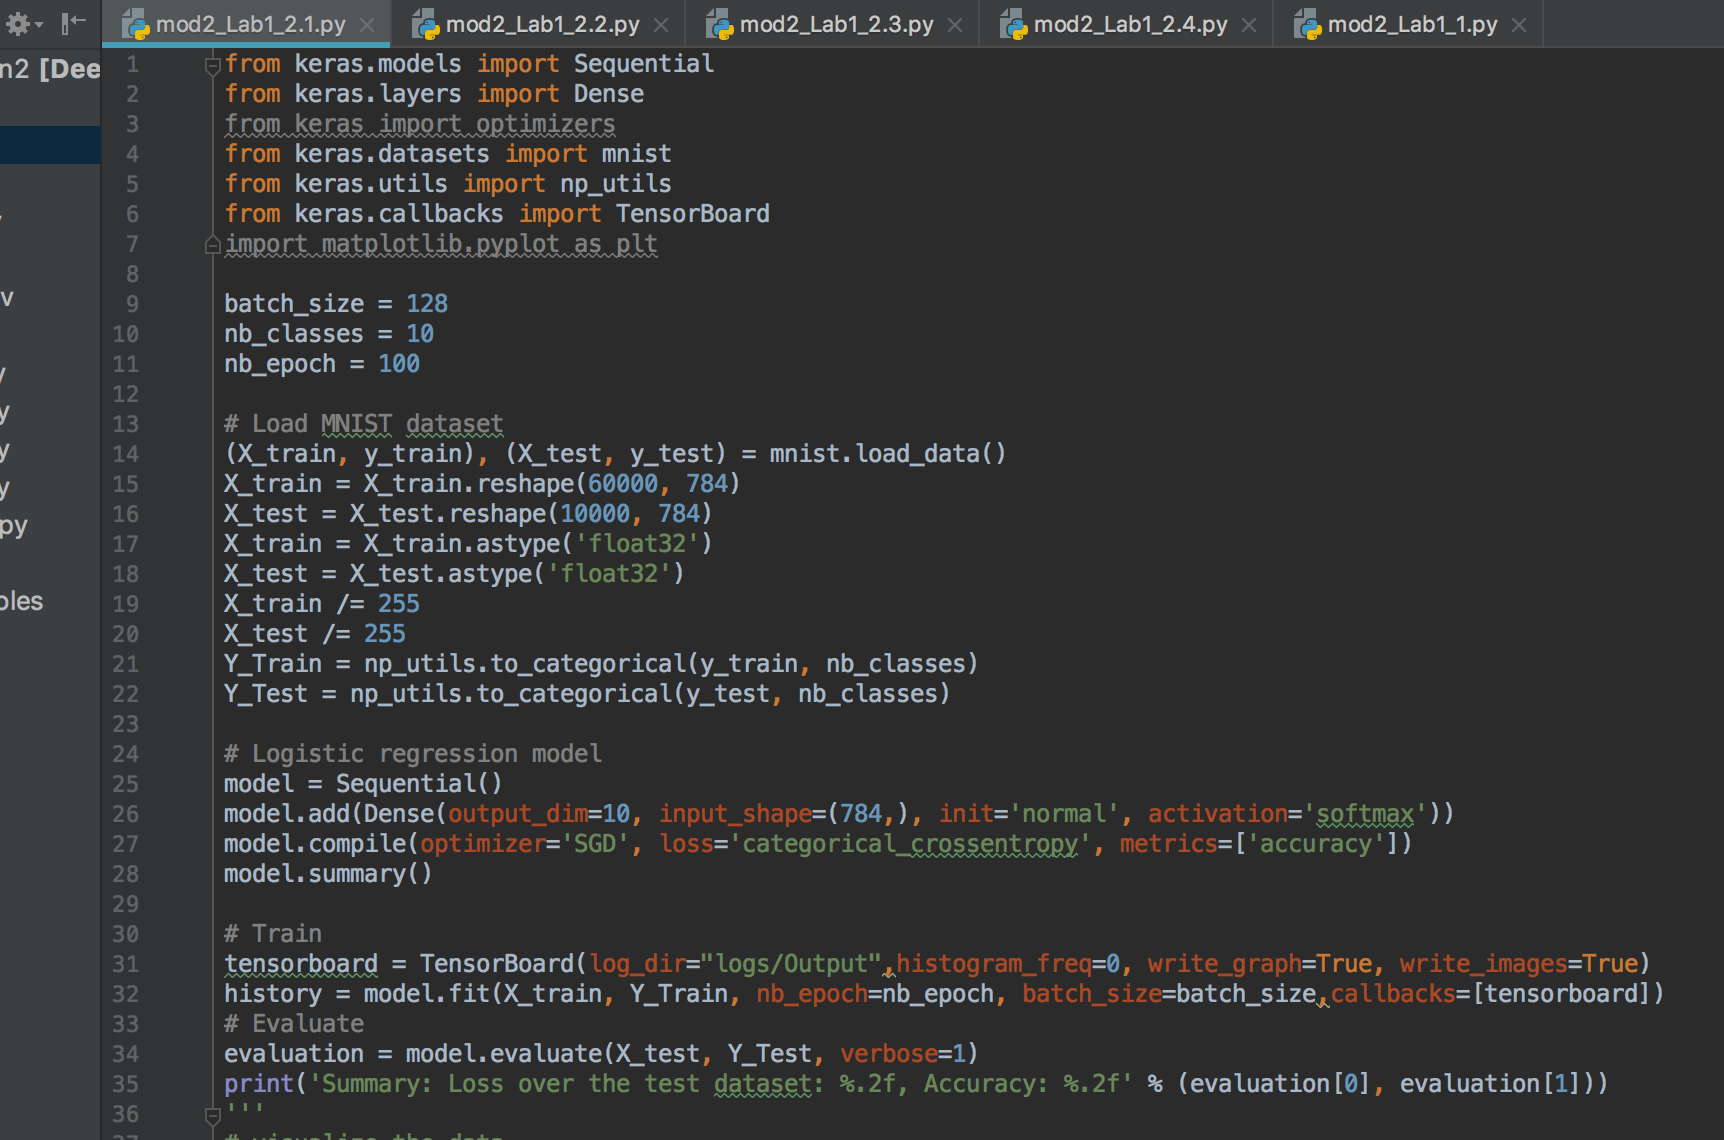 mod2_Lab1_2.1.py mod2_Lab1_2.2.py mod2_Lab1_2.3.py mod2_Lab1_2.4.py mod2_Lab1_1.py
n2 [Dee
v
y
y
y
y
py
bles
1 from keras.models import Sequential
2 from keras.layers import Dense
3 from keras import optimizers
4 from keras.datasets import mnist
5 from keras.utils import np_utils
6 from keras.callbacks import TensorBoard
7 import matplotlib.pyplot as plt
8
9 batch_size = 128
10 nb_classes = 10
11 nb_epoch = 100
12
13 # Load MNIST dataset
14 (X_train, y_train), (X_test, y_test) = mnist.load_data()
15 X_train = X_train.reshape(60000, 784)
16 X_test = X_test.reshape(10000, 784)
17 X_train = X_train.astype('float32')
18 X_test = X_test.astype('float32')
19 X_train /= 255
20 X_test /= 255
21 Y_Train = np_utils.to_categorical(y_train, nb_classes)
22 Y_Test = np_utils.to_categorical(y_test, nb_classes)
23
24 # Logistic regression model
25 model = Sequential()
26 model.add(Dense(output_dim=10, input_shape=(784,), init='normal', activation='softmax'))
27 model.compile(optimizer='SGD', loss='categorical_crossentropy', metrics=['accuracy'])
28 model.summary()
29
30 # Train
31 tensorboard = TensorBoard(log_dir="logs/Output",histogram_freq=0, write_graph=True, write_images=True)
32 history = model.fit(X_train, Y_Train, nb_epoch=nb_epoch, batch_size=batch_size,callbacks=[tensorboard])
33 # Evaluate
34 evaluation = model.evaluate(X_test, Y_Test, verbose=1)
35 print('Summary: Loss over the test dataset: %.2f, Accuracy: %.2f' % (evaluation[0], evaluation[1]))
36 '''
37 # visualize the data